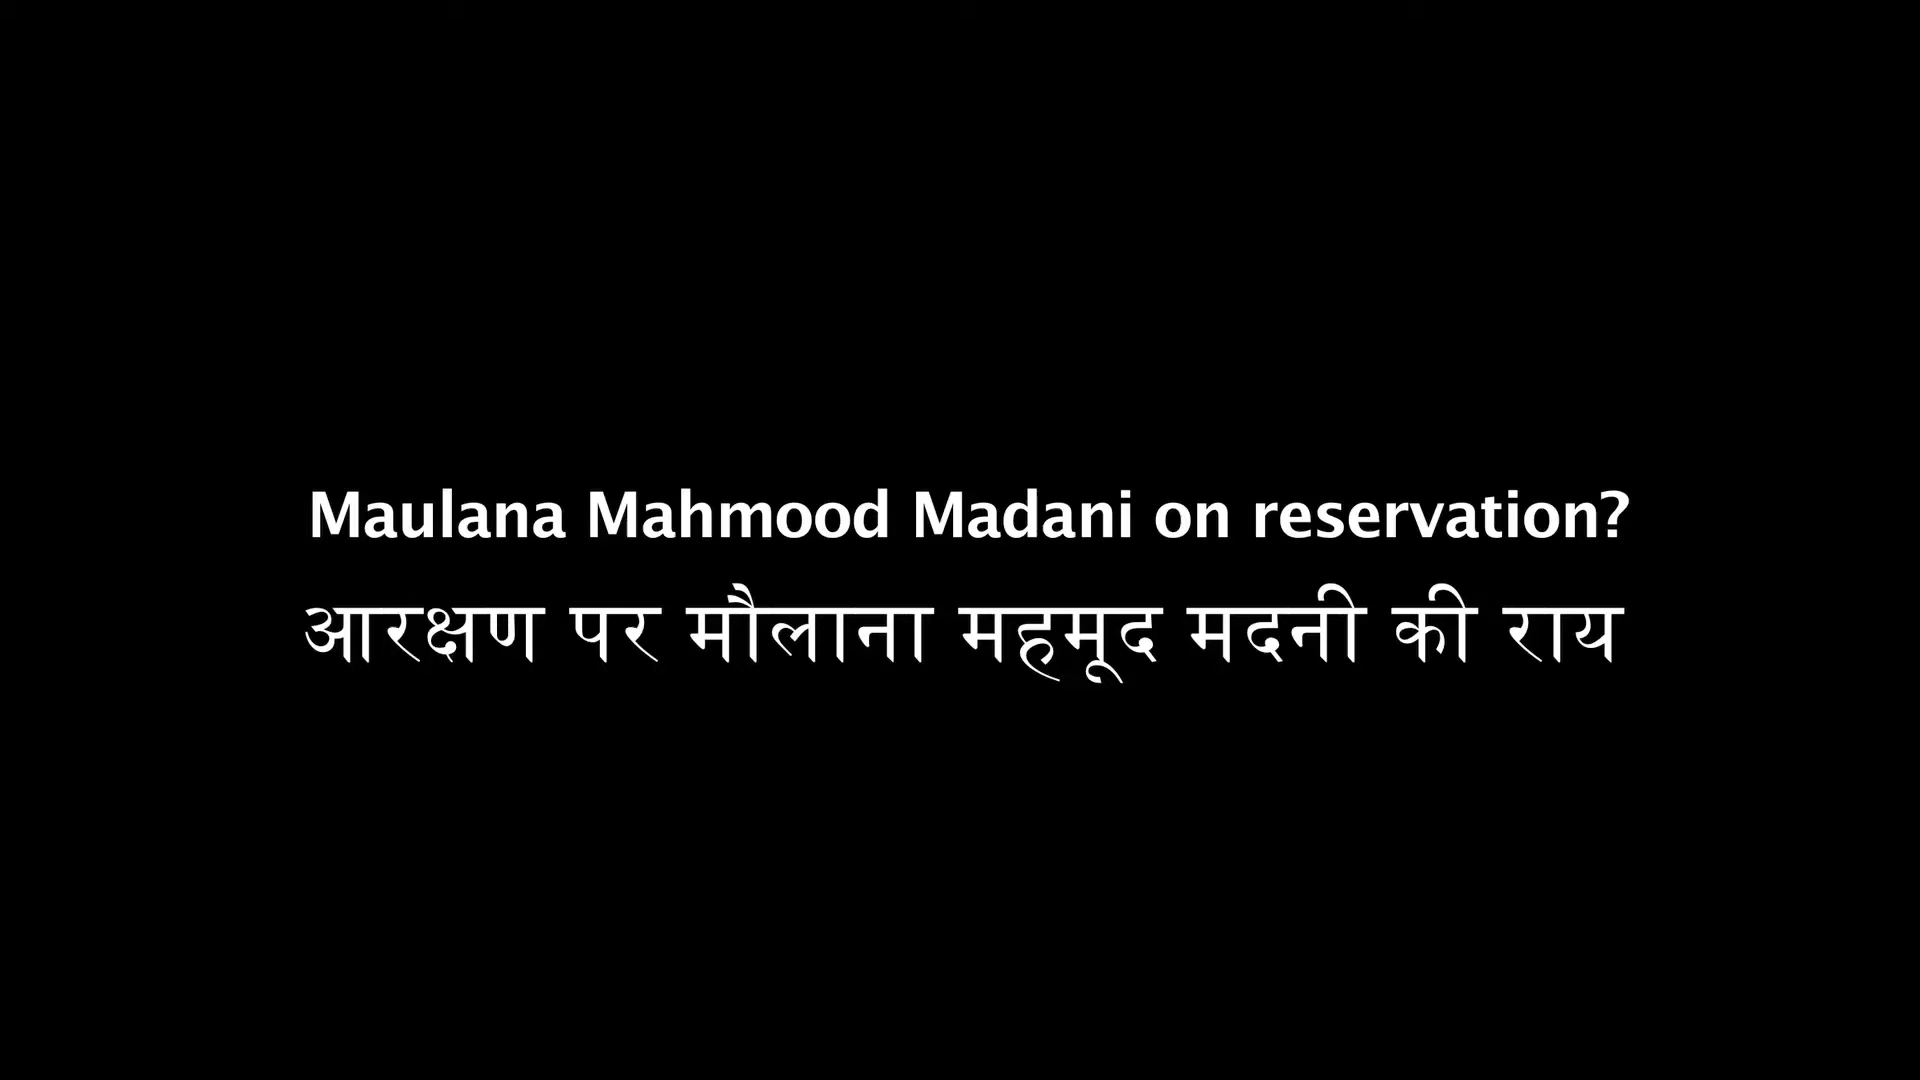 Maulana Mahmood Madani on reservation?
आरक्षण पर मौलाना महमूद मदनी की राय